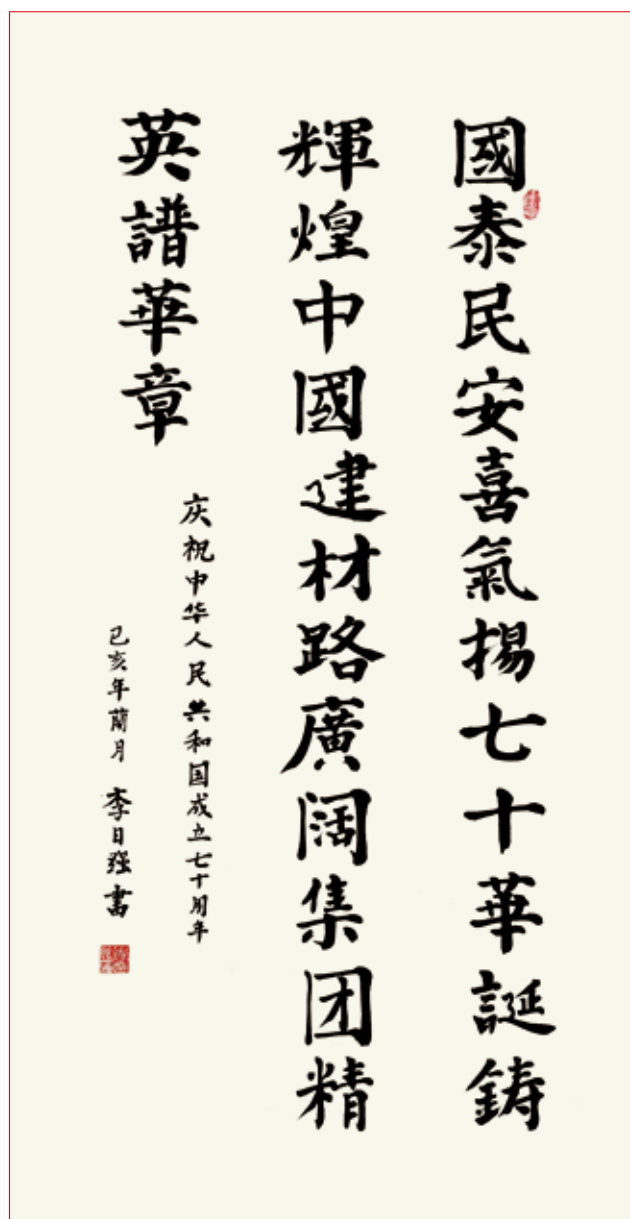 國泰民安喜氣揚七十華誕鑄
輝煌中國建材路廣闊集团精
英譜華章
庆祝中华人民共和国成立七十周年
己亥年蘭月 李日强書